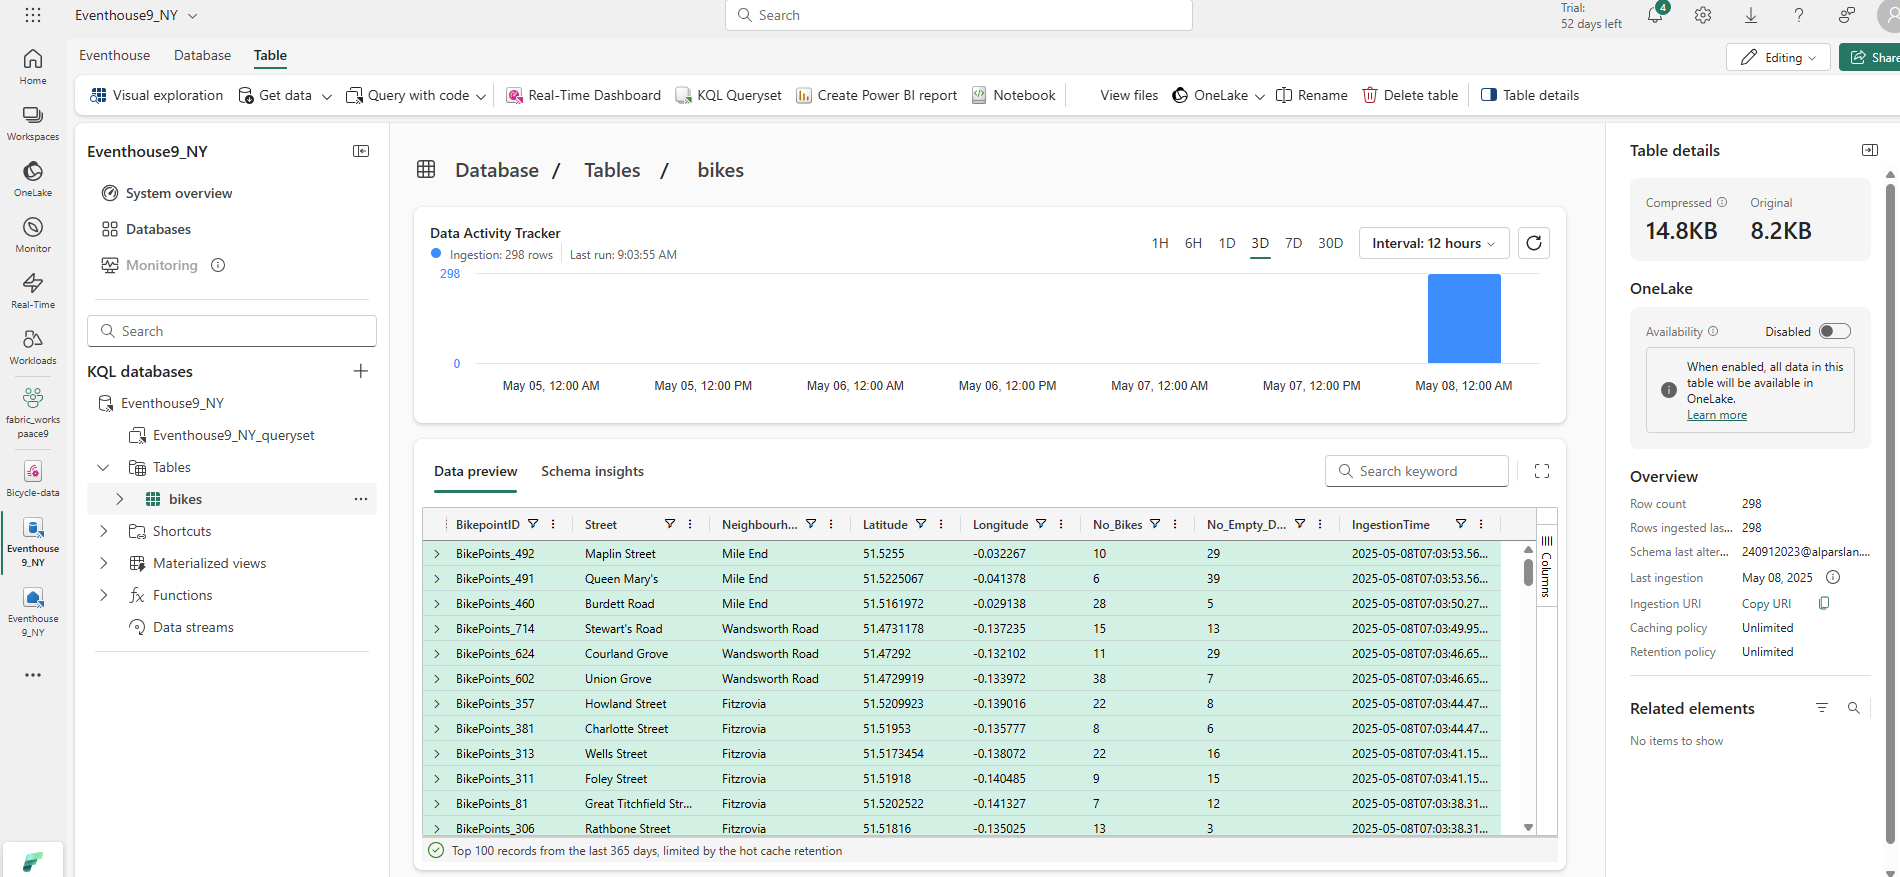 Eventhouse9_NY
Search
Trial:
52 days left
4
Home
Workspaces
OneLake
Monitor
Real-Time
Workloads
fabric_works
paace9
Bicycle-data
Eventhouse
9_NY
Eventhouse
9_NY
Eventhouse Database Table
Editing
Share
Visual exploration Get data Query with code Real-Time Dashboard KQL Queryset Create Power BI report Notebook View files OneLake Rename Delete table Table details
Eventhouse9_NY
System overview
Databases
Monitoring
Search
KQL databases
Eventhouse9_NY
Eventhouse9_NY_queryset
Tables
bikes
Shortcuts
Materialized views
Functions
Data streams
Database / Tables / bikes
Data Activity Tracker
Ingestion: 298 rows Last run: 9:03:55 AM
1H 6H 1D 3D 7D 30D Interval: 12 hours
298
0
May 05, 12:00 AM May 05, 12:00 PM May 06, 12:00 AM May 06, 12:00 PM May 07, 12:00 AM May 07, 12:00 PM May 08, 12:00 AM
Data preview Schema insights Search keyword
BikepointID Street Neighbourh... Latitude Longitude No_Bikes No_Empty_D... IngestionTime
BikePoints_492 Maplin Street Mile End 51.5255 -0.032267 10 29 2025-05-08T07:03:53.56...
BikePoints_491 Queen Mary's Mile End 51.5225067 -0.041378 6 39 2025-05-08T07:03:53.56...
BikePoints_460 Burdett Road Mile End 51.5161972 -0.029138 28 5 2025-05-08T07:03:50.27...
BikePoints_714 Stewart's Road Wandsworth Road 51.4731178 -0.137235 15 13 2025-05-08T07:03:49.95...
BikePoints_624 Courland Grove Wandsworth Road 51.47292 -0.132102 11 29 2025-05-08T07:03:46.65...
BikePoints_602 Union Grove Wandsworth Road 51.4729919 -0.133972 38 7 2025-05-08T07:03:46.65...
BikePoints_357 Howland Street Fitzrovia 51.5209923 -0.139016 22 8 2025-05-08T07:03:44.47...
BikePoints_381 Charlotte Street Fitzrovia 51.51953 -0.135777 8 6 2025-05-08T07:03:44.47...
BikePoints_313 Wells Street Fitzrovia 51.5173454 -0.138072 22 16 2025-05-08T07:03:41.15...
BikePoints_311 Foley Street Fitzrovia 51.51918 -0.140485 9 15 2025-05-08T07:03:41.15...
BikePoints_81 Great Titchfield Str... Fitzrovia 51.5202522 -0.141327 7 12 2025-05-08T07:03:38.31...
BikePoints_306 Rathbone Street Fitzrovia 51.51816 -0.135025 13 3 2025-05-08T07:03:38.31...
Columns
Top 100 records from the last 365 days, limited by the hot cache retention
Table details
Compressed Original
14.8KB 8.2KB
OneLake
Availability Disabled
When enabled, all data in this
table will be available in
OneLake.
Learn more
Overview
Row count 298
Rows ingested las... 298
Schema last alter... 240912023@alparslan....
Last ingestion May 08, 2025
Ingestion URI Copy URI
Caching policy Unlimited
Retention policy Unlimited
Related elements
No items to show